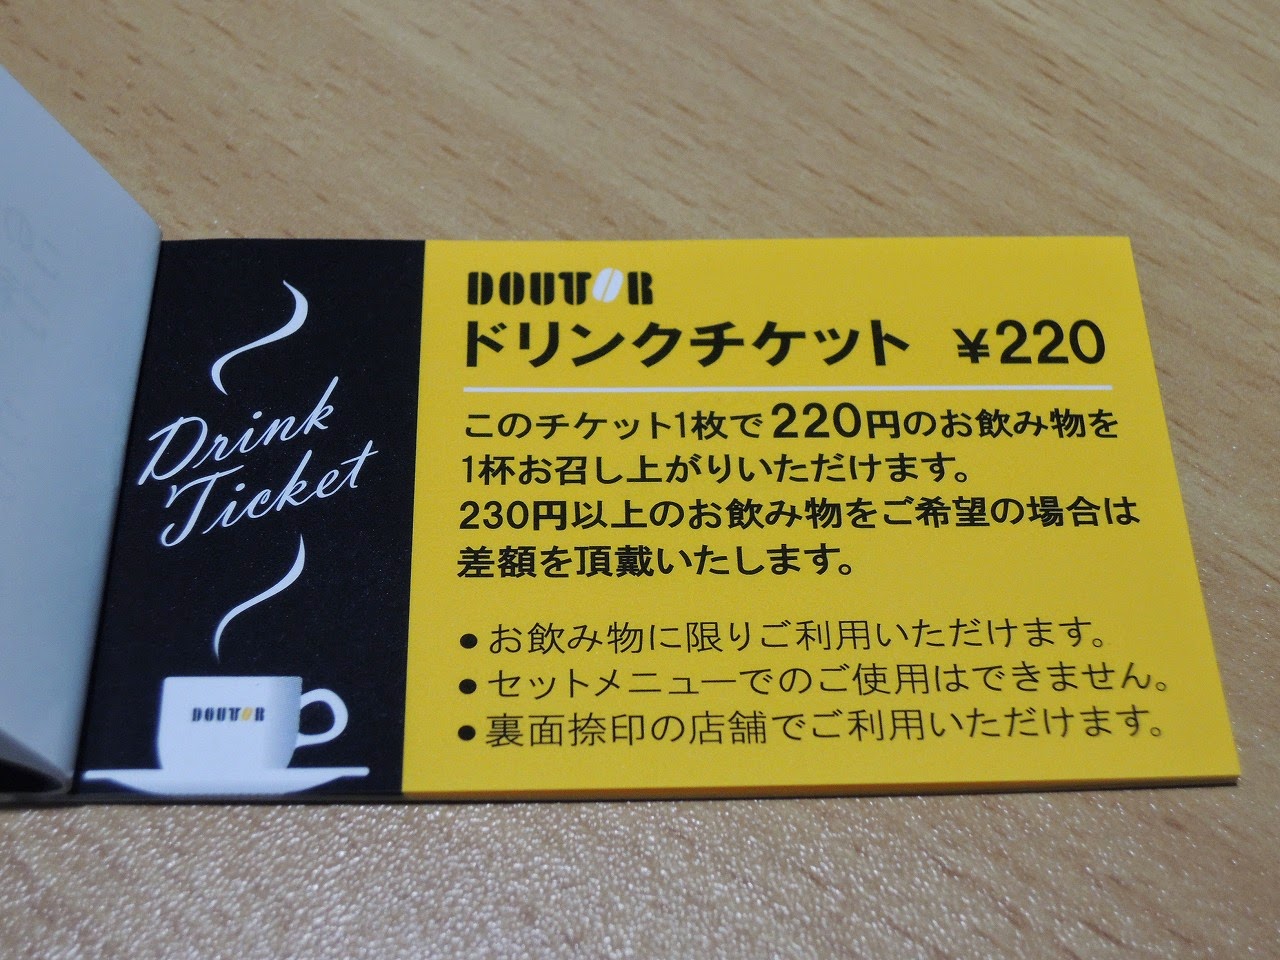 Drink
Ticket
DOUTOR
DOUTOR
ドリンクチケット ¥220
このチケット1枚で220円のお飲み物を
1杯お召し上がりいただけます。
230円以上のお飲み物をご希望の場合は
差額を頂戴いたします。
●お飲み物に限りご利用いただけます。
●セットメニューでのご使用はできません。
●裏面捺印の店舗でご利用いただけます。